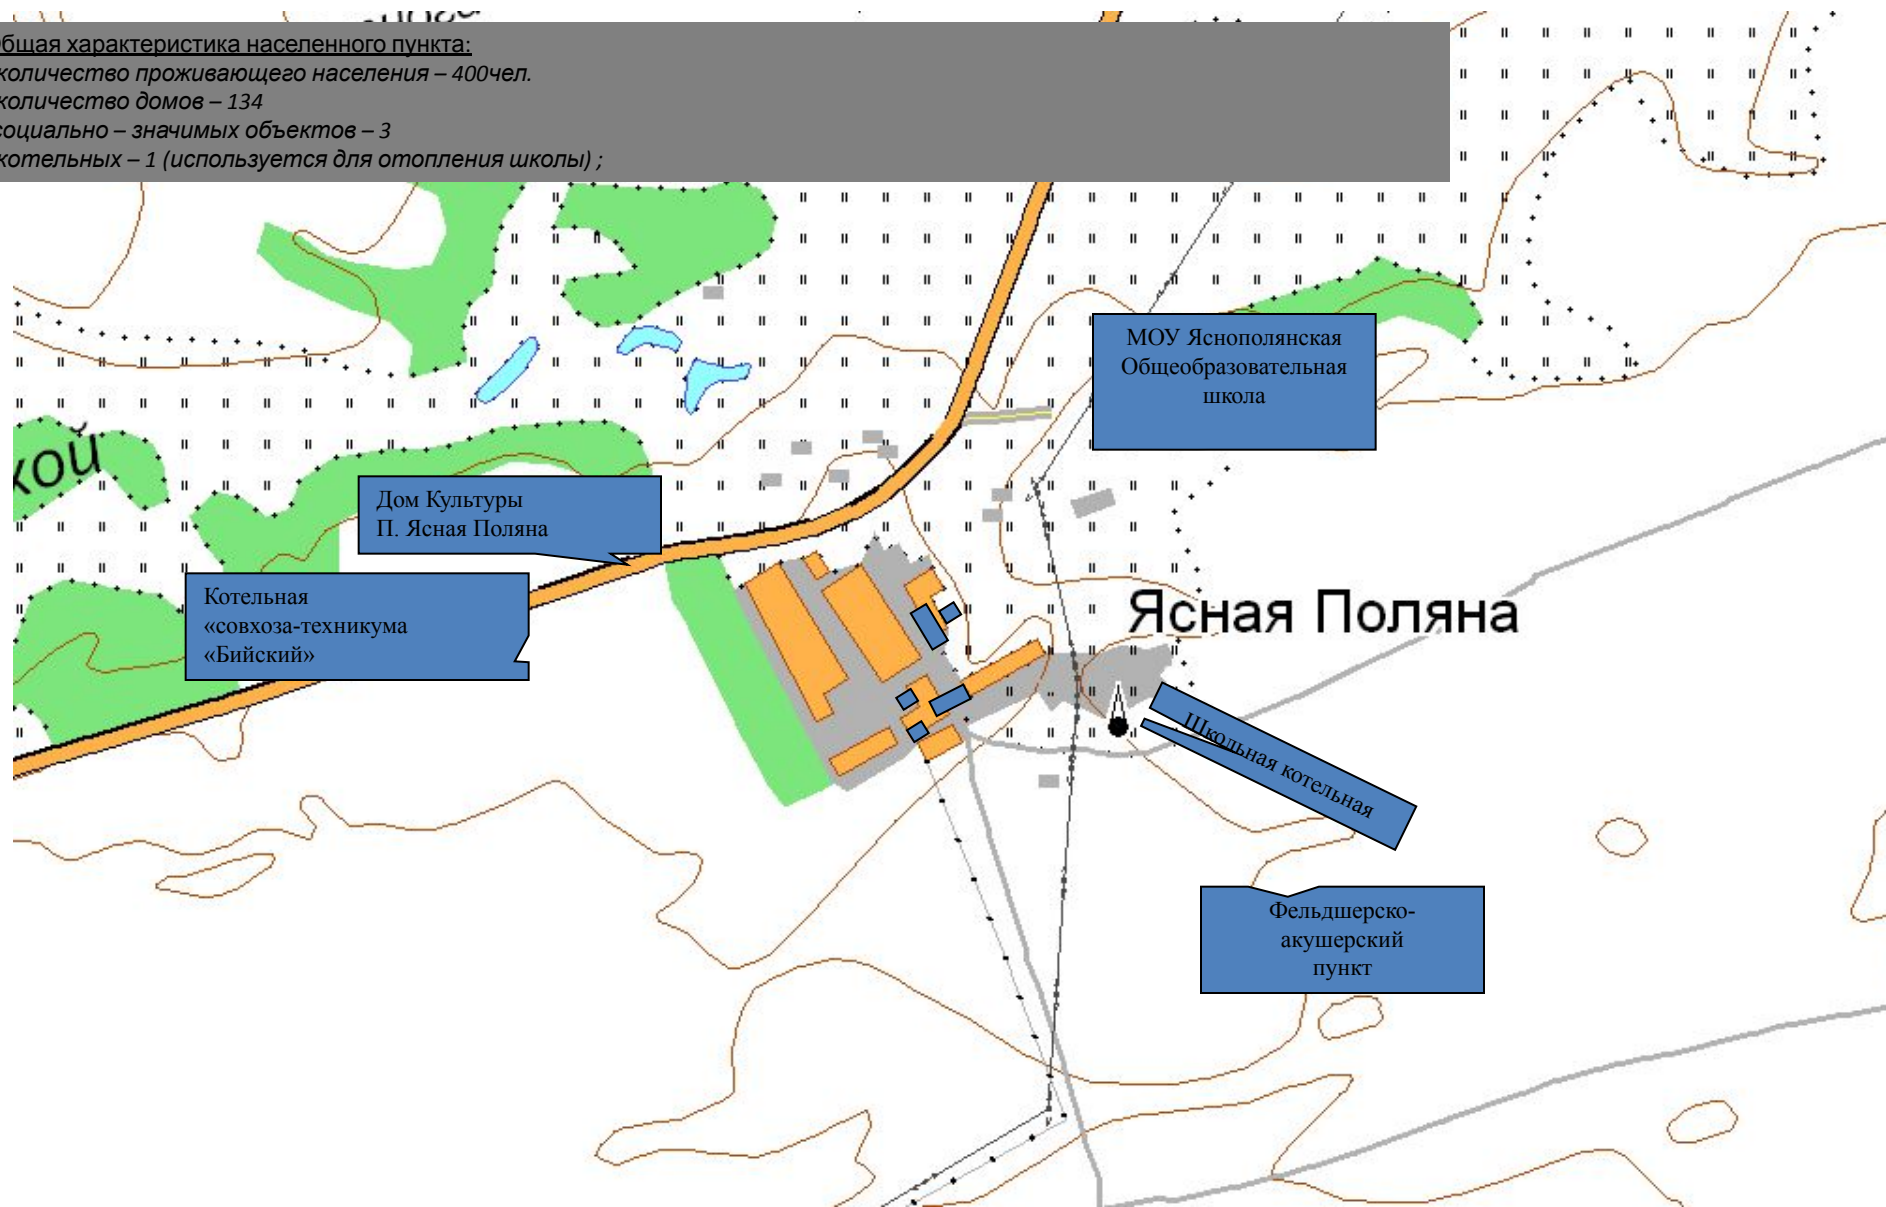 бщая характеристика населенного пункта:
количество проживающего населения – 400чел.
количество домов – 134
социально – значимых объектов – 3
котельных – 1 (используется для отопления школы) ;
МОУ Яснополянская
Общеобразовательная
школа
кой
Дом Культуры
П. Ясная Поляна
Котельная
«совхоза-техникума
«Бийский»
Ясная Поляна
Школьная котельная
Фельдшерско-
акушерский
пункт